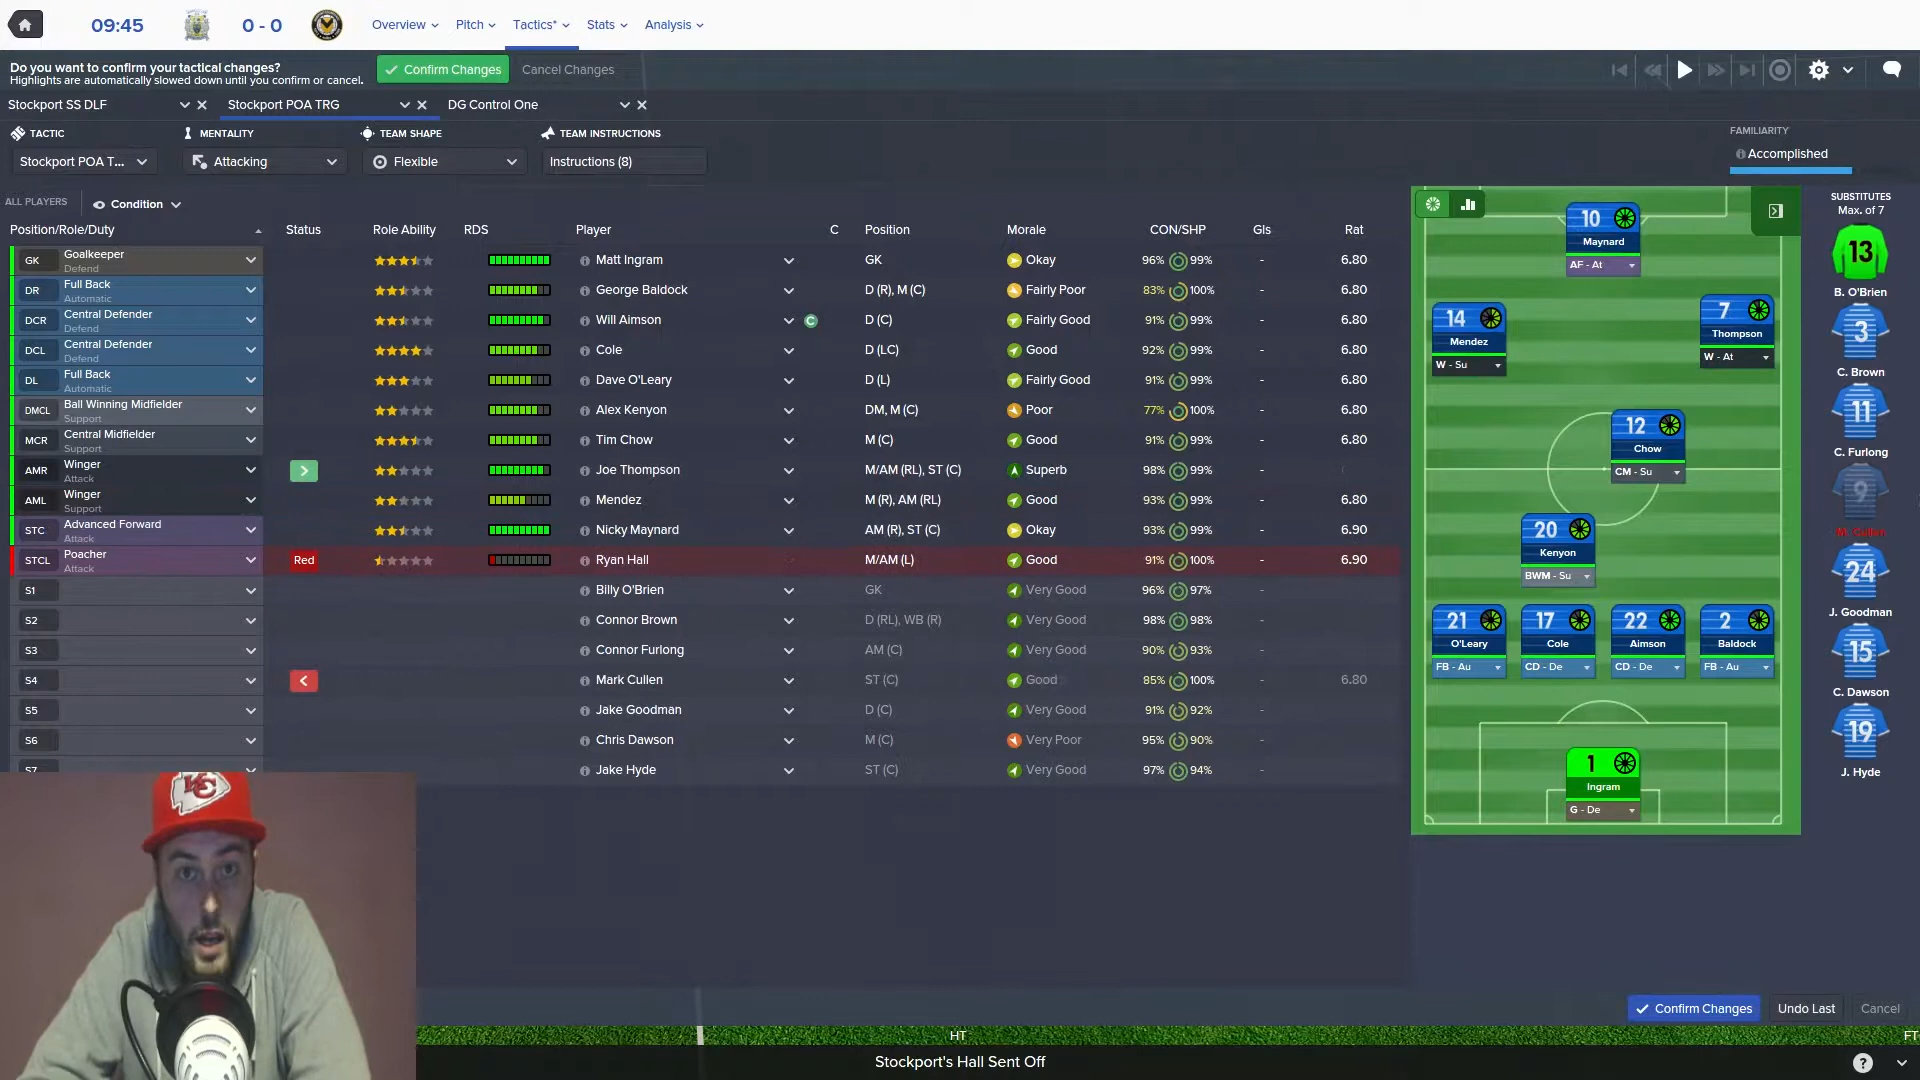 09:45
0 - 0
Overview
Pitch
Tactics*
Stats
Analysis
Do you want to confirm your tactical changes?
Highlights are automatically slowed down until you confirm or cancel.
Confirm Changes
Cancel Changes
Stockport SS DLF
Stockport POA TRG
DG Control One
TACTIC
MENTALITY
TEAM SHAPE
TEAM INSTRUCTIONS
FAMILIARITY
Stockport POA T...
Attacking
Flexible
Instructions (8)
Accomplished
ALL PLAYERS
Condition
Position/Role/Duty Status Role Ability RDS Player C Position Morale CON/SHP Gls Rat
GK Goalkeeper Defend Matt Ingram GK Okay 96% 99% - 6.80
DR Full Back Automatic George Baldock D (R), M (C) Fairly Poor 83% 100% - 6.80
DCR Central Defender Defend Will Aimson C D (C) Fairly Good 91% 99% - 6.80
DCL Central Defender Defend Cole D (LC) Good 92% 99% - 6.80
DL Full Back Automatic Dave O'Leary D (L) Fairly Good 91% 99% - 6.80
DMCL Ball Winning Midfielder Support Alex Kenyon DM, M (C) Poor 77% 100% - 6.80
MCR Central Midfielder Support Tim Chow M (C) Good 91% 99% - 6.80
AMR Winger Attack Joe Thompson M/AM (RL), ST (C) Superb 98% 99% -
AML Winger Support Mendez M (R), AM (RL) Good 93% 99% - 6.80
STC Advanced Forward Attack Nicky Maynard AM (R), ST (C) Okay 93% 99% - 6.90
STCL Poacher Attack Red Ryan Hall M/AM (L) Good 91% 100% - 6.90
S1 Billy O'Brien GK Very Good 96% 97% -
S2 Connor Brown D (RL), WB (R) Very Good 98% 98% -
S3 Connor Furlong AM (C) Very Good 90% 93% -
S4 Mark Cullen ST (C) Good 85% 100% - 6.80
S5 Jake Goodman D (C) Very Good 91% 92% -
S6 Chris Dawson M (C) Very Poor 95% 90% -
S7 Jake Hyde ST (C) Very Good 97% 94% -
10
Maynard
AF - At
14
Mendez
W - Su
7
Thompson
W - At
12
Chow
CM - Su
20
Kenyon
BWM - Su
21
O'Leary
FB - Au
17
Cole
CD - De
22
Aimson
CD - De
2
Baldock
FB - Au
1
Ingram
G - De
SUBSTITUTES
Max. of 7
13
B. O'Brien
3
C. Brown
11
C. Furlong
9
M. Cullen
24
J. Goodman
15
C. Dawson
19
J. Hyde
KC
Confirm Changes
Undo Last
Cancel
HT
FT
Stockport's Hall Sent Off
?